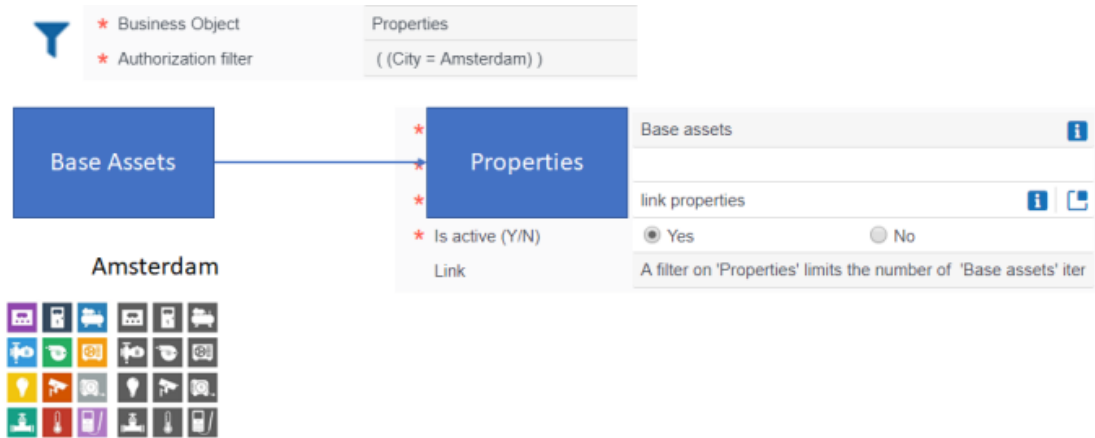 * Business Object Properties
* Authorization filter ( (City = Amsterdam) )
* Base assets
Base Assets
Properties
*
* link properties
* Is active (Y/N) Yes No
Link A filter on 'Properties' limits the number of 'Base assets' iter
Amsterdam